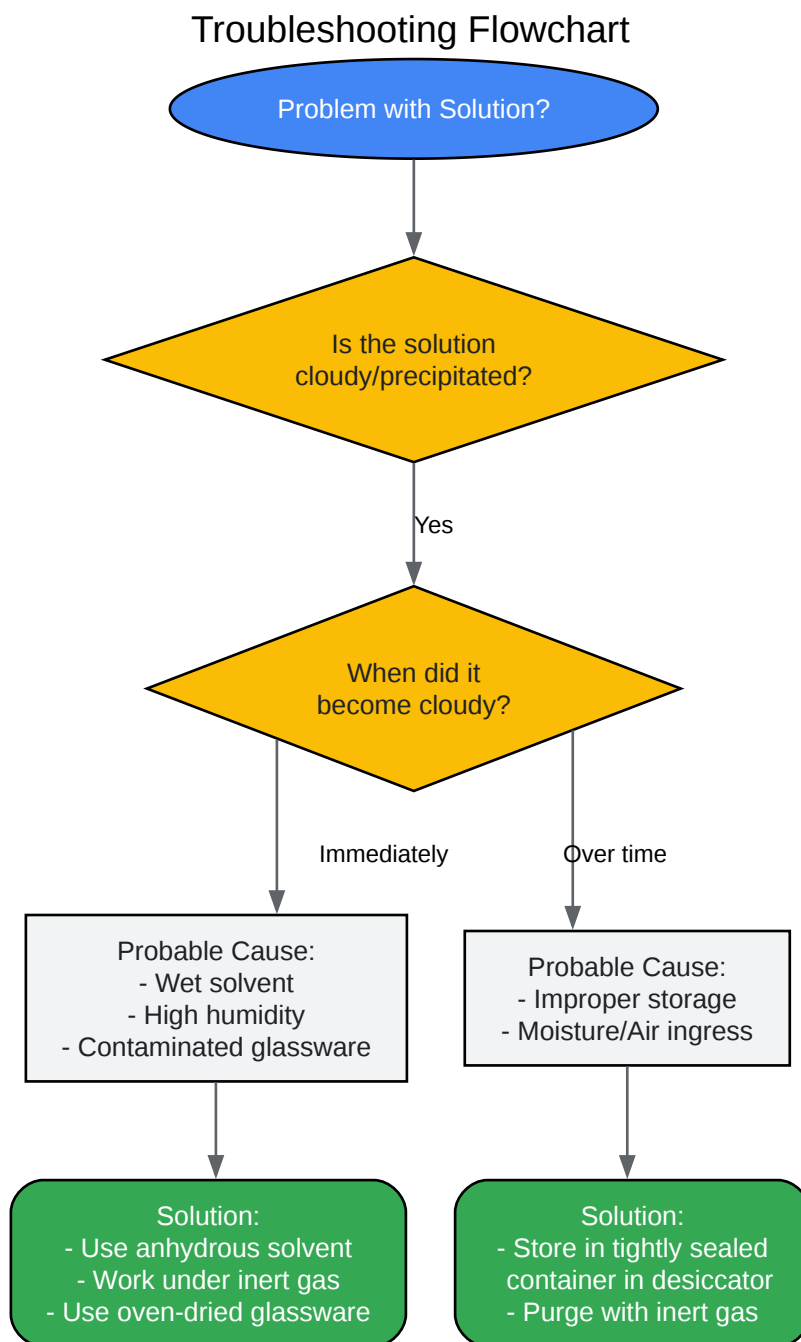 Troubleshooting Flowchart
Problem with Solution?
Is the solution
cloudy/precipitated?
Yes
When did it
become cloudy?
Immediately
Over time
Probable Cause:
- Wet solvent
- High humidity
- Contaminated glassware
Probable Cause:
- Improper storage
- Moisture/Air ingress
Solution:
- Use anhydrous solvent
- Work under inert gas
- Use oven-dried glassware
Solution:
- Store in tightly sealed
container in desiccator
- Purge with inert gas